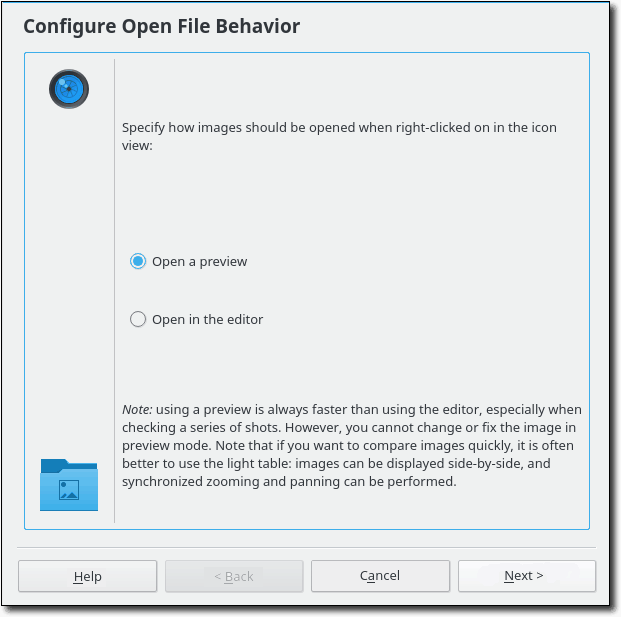 Configure Open File Behavior
Specify how images should be opened when right-clicked on in the icon
view:
Open a preview
Open in the editor
Note: using a preview is always faster than using the editor, especially when
checking a series of shots. However, you cannot change or fix the image in
preview mode. Note that if you want to compare images quickly, it is often
better to use the light table: images can be displayed side-by-side, and
synchronized zooming and panning can be performed.
Help
< Back
Cancel
Next >